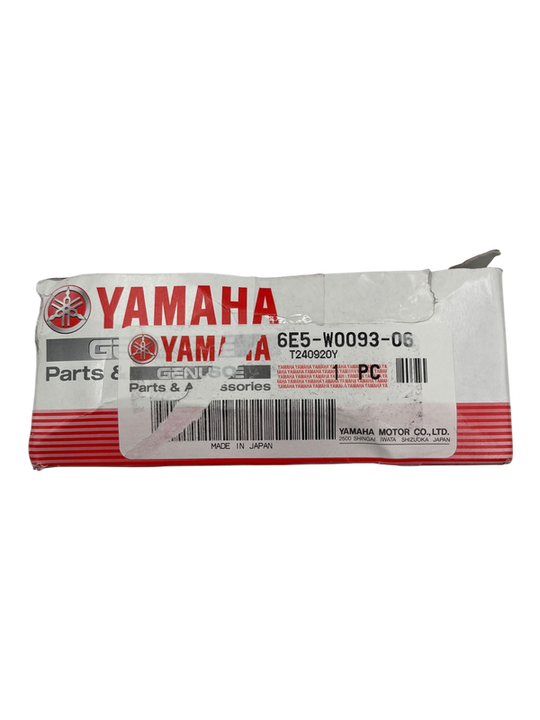 YAMAHA
Parts &
YAMAHA
Parts &
6E5-W0093-06
T240920Y
1 PC
MADE IN JAPAN
YAMAHA MOTOR CO.,LTD.
2500 SHINGAI IWATA SHIZUOKA JAPAN